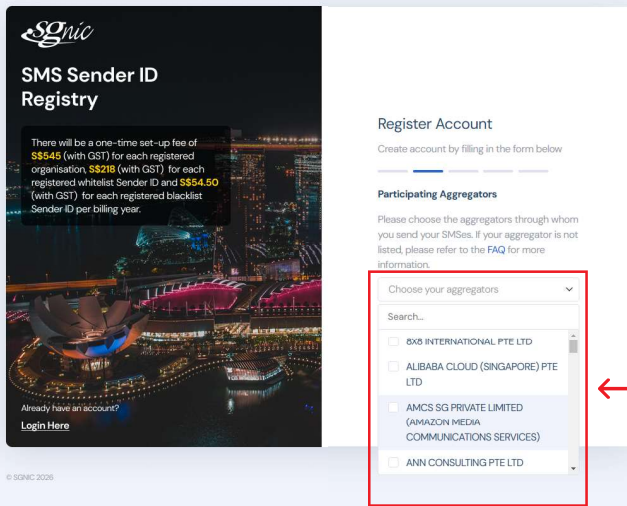 sgnic
SMS Sender ID
Registry
There will be a one-time set-up fee of
S$545 (with GST) for each registered
organisation, S$218 (with GST) for each
registered whitelist Sender ID and S$54.50
(with GST) for each registered blacklist
Sender ID per billing year.
Already have an account?
Login Here
© SGNIC 2026
Register Account
Create account by filling in the form below
Participating Aggregators
Please choose the aggregators through whom
you send your SMSes. If your aggregator is not
listed, please refer to the FAQ for more
information.
Choose your aggregators
Search...
8X8 INTERNATIONAL PTE LTD
ALIBABA CLOUD (SINGAPORE) PTE
LTD
AMCS SG PRIVATE LIMITED
(AMAZON MEDIA
COMMUNICATIONS SERVICES)
ANN CONSULTING PTE LTD